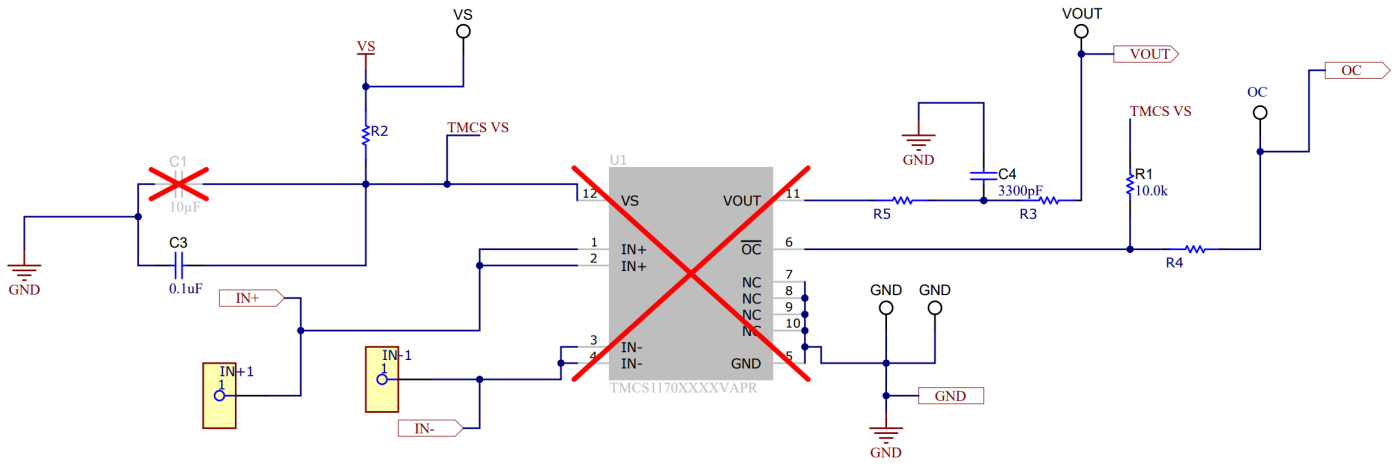 VS
VOUT
VS
VOUT
OC
OC
R2
TMCS VS
TMCS VS
GND
C1
10µF
U1
C4
3300pF
R1
10.0k
12
VS
VOUT
11
R5
R3
C3
0.1uF
GND
1
IN+
2
IN+
OC
6
R4
NC
7
NC
8
NC
9
NC
10
IN+
GND
GND
3
IN-
4
IN-
GND
5
IN-1
1
IN+1
1
TMCS1170XXXXVAPR
GND
IN-
GND